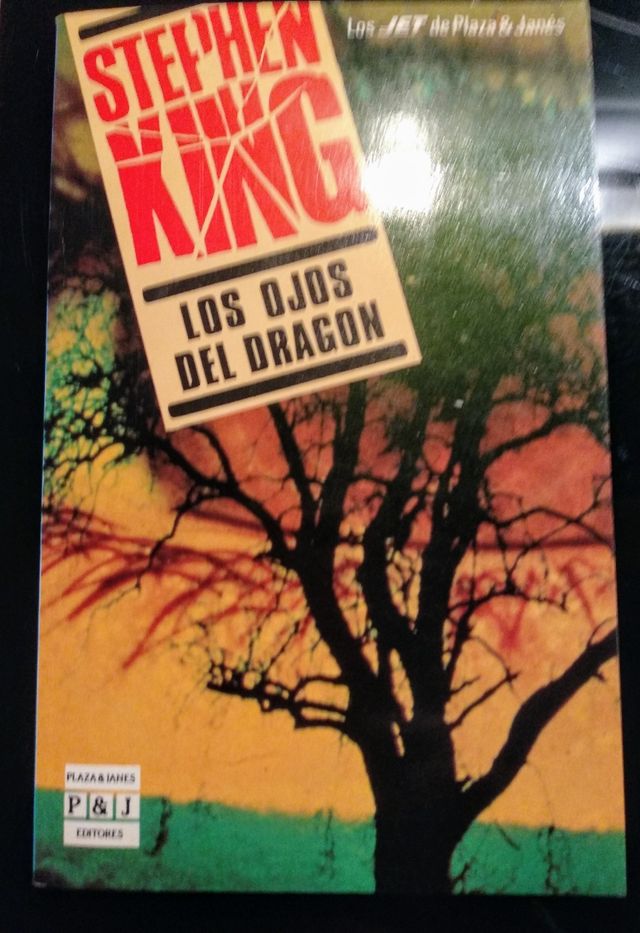 Los JET de Plaza & Janés
STEPHEN
KING
LOS OJOS
DEL DRAGON
PLAZA & JANES
P & J
EDITORES